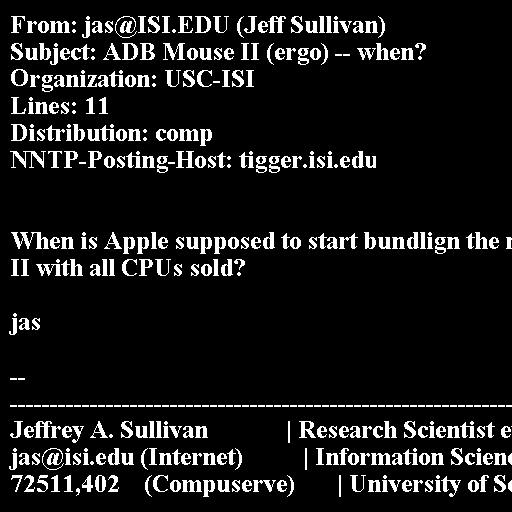 From: jas@ISI.EDU (Jeff Sullivan)
Subject: ADB Mouse II (ergo) -- when?
Organization: USC-ISI
Lines: 11
Distribution: comp
NNTP-Posting-Host: tigger.isi.edu
When is Apple supposed to start bundlign the
II with all CPUs sold?
jas
--
--------------------------------------------------------------------------
Jeffrey A. Sullivan | Research Scientist
jas@isi.edu (Internet) | Information
72511,402 (Compuserve) | University of